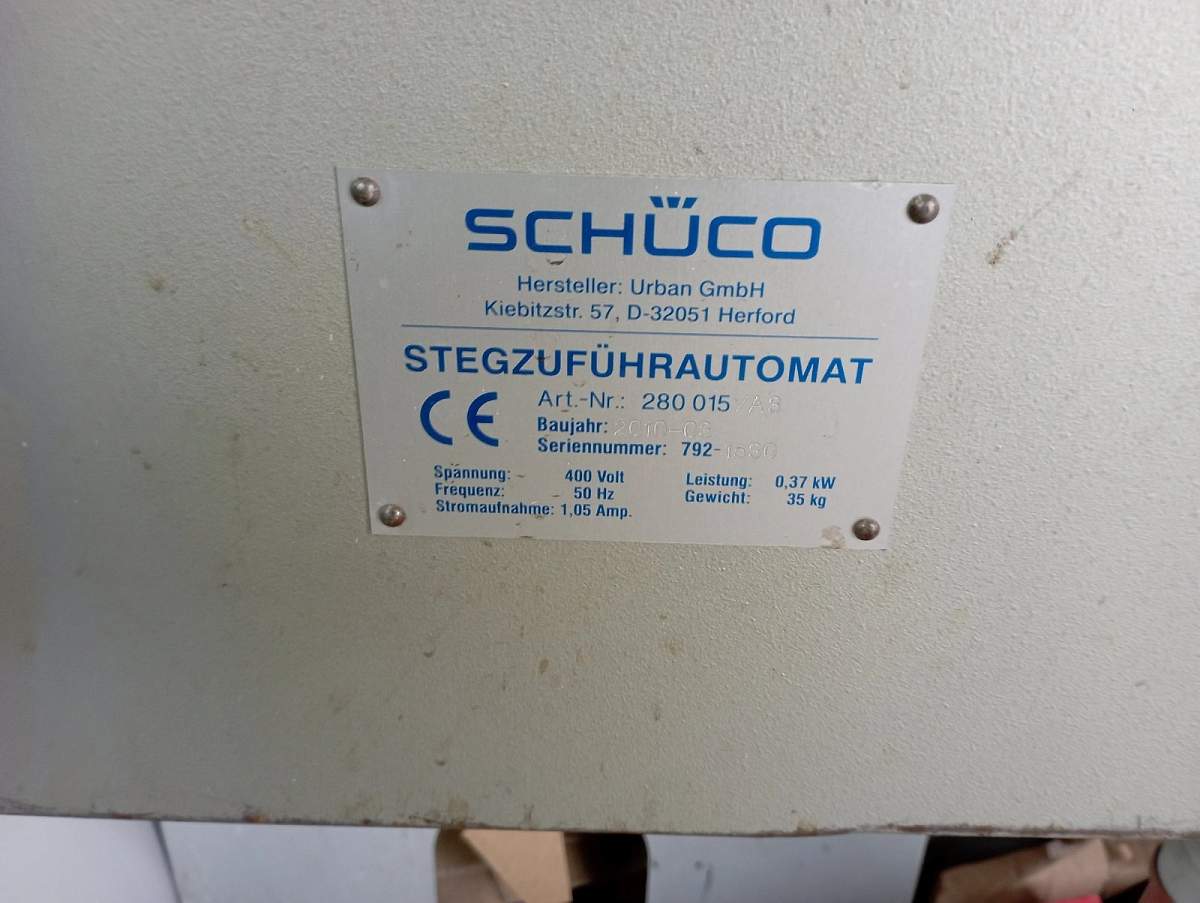 SCHÜCO
Hersteller: Urban GmbH
Kiebitzstr. 57, D-32051 Herford
STEGZUFÜHRAUTOMAT
CE
Art.-Nr.: 280 015
Baujahr:
Seriennummer: 792-
Spannung: 400 Volt
Frequenz: 50 Hz
Stromaufnahme: 1,05 Amp.
Leistung: 0,37 kW
Gewicht: 35 kg